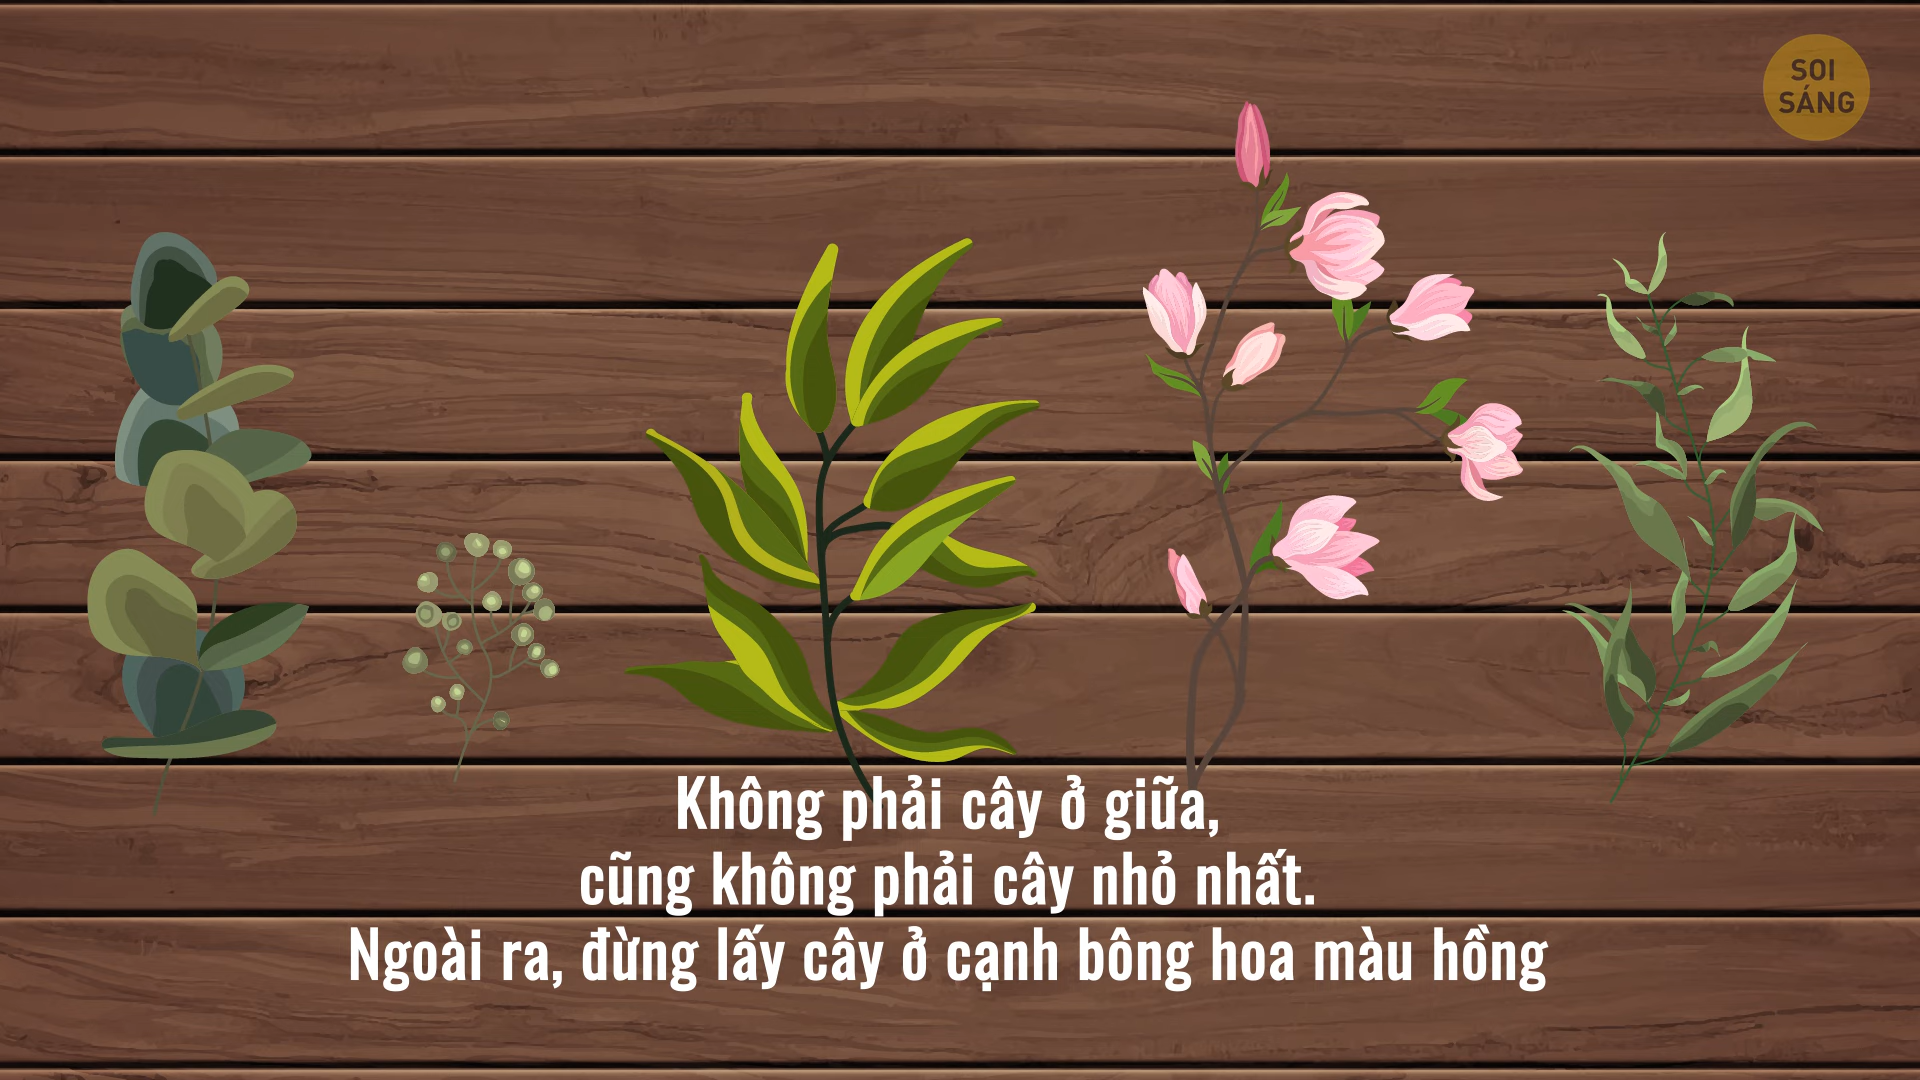 SOI
SÁNG
Không phải cây ở giữa,
cũng không phải cây nhỏ nhất.
Ngoài ra, đừng lấy cây ở cạnh bông hoa màu hồng